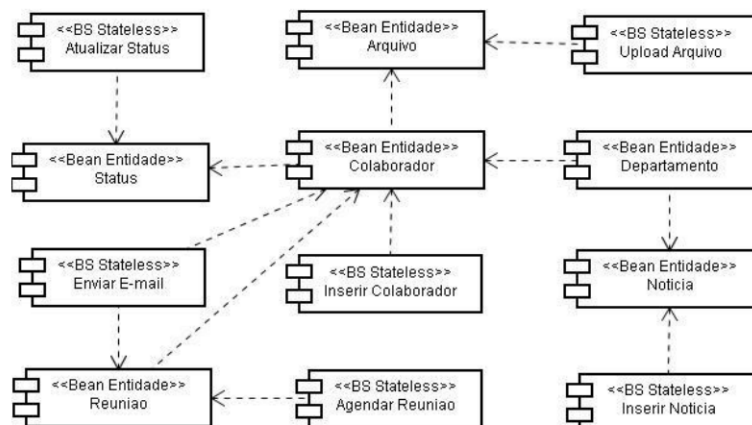 <<BS Stateless>>
Atualizar Status
<<Bean Entidade>>
Arquivo
<<BS Stateless>>
Upload Arquivo
<<Bean Entidade>>
Status
<<Bean Entidade>>
Colaborador
<<Bean Entidade>>
Departamento
<<BS Stateless>>
Enviar E-mail
<<BS Stateless>>
Inserir Colaborador
<<Bean Entidade>>
Noticia
<<Bean Entidade>>
Reuniao
<<BS Stateless>>
Agendar Reuniao
<<BS Stateless>>
Inserir Noticia